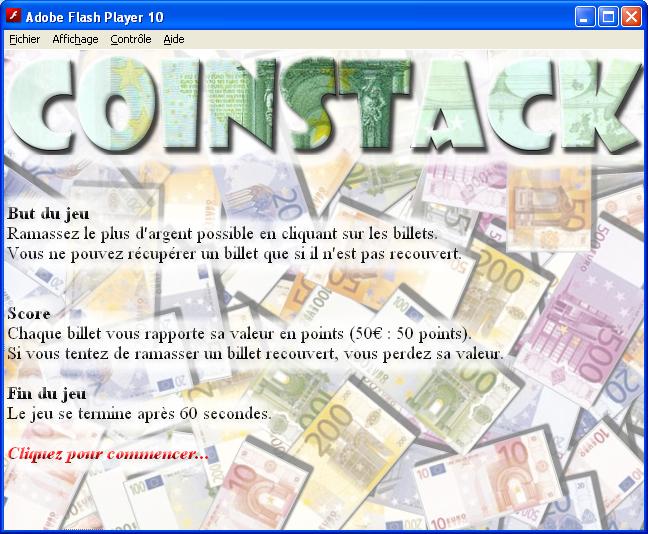 Adobe Flash Player 10
Fichier Affichage Contrôle Aide
COINSTACK
But du jeu
Ramassez le plus d'argent possible en cliquant sur les billets.
Vous ne pouvez récupérer un billet que si il n'est pas recouvert.
Score
Chaque billet vous rapporte sa valeur en points (50€ : 50 points).
Si vous tentez de ramasser un billet recouvert, vous perdez sa valeur.
Fin du jeu
Le jeu se termine après 60 secondes.
Cliquez pour commencer...